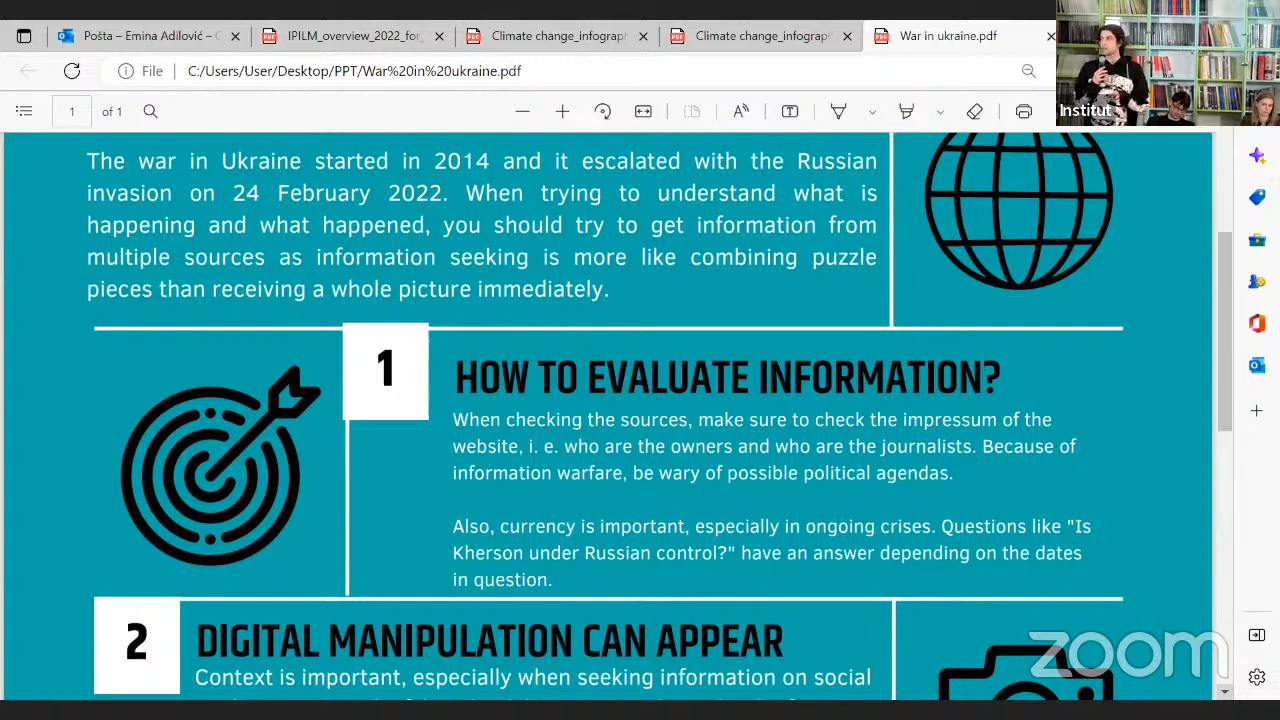 Pošta – Emina Adilović – 
IPILM_overview_2022_for_
Climate change_infograph
Climate change_infograph
War in ukraine.pdf
File
C:/Users/User/Desktop/PPT/War%20in%20ukraine.pdf
1 of 1
Institut
The war in Ukraine started in 2014 and it escalated with the Russian
invasion on 24 February 2022. When trying to understand what is
happening and what happened, you should try to get information from
multiple sources as information seeking is more like combining puzzle
pieces than receiving a whole picture immediately.
1
HOW TO EVALUATE INFORMATION?
When checking the sources, make sure to check the impressum of the
website, i. e. who are the owners and who are the journalists. Because of
information warfare, be wary of possible political agendas.
Also, currency is important, especially in ongoing crises. Questions like "Is
Kherson under Russian control?" have an answer depending on the dates
in question.
2
DIGITAL MANIPULATION CAN APPEAR
Context is important, especially when seeking information on social
zoom